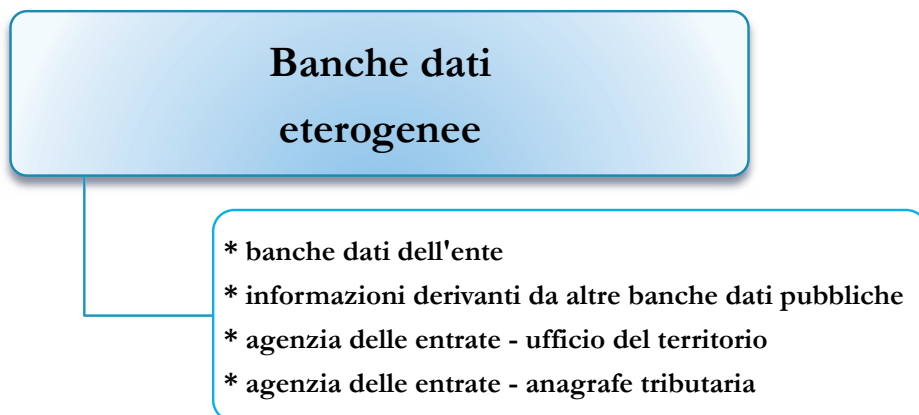 Banche dati
eterogenee
* banche dati dell'ente
* informazioni derivanti da altre banche dati pubbliche
* agenzia delle entrate - ufficio del territorio
* agenzia delle entrate - anagrafe tributaria